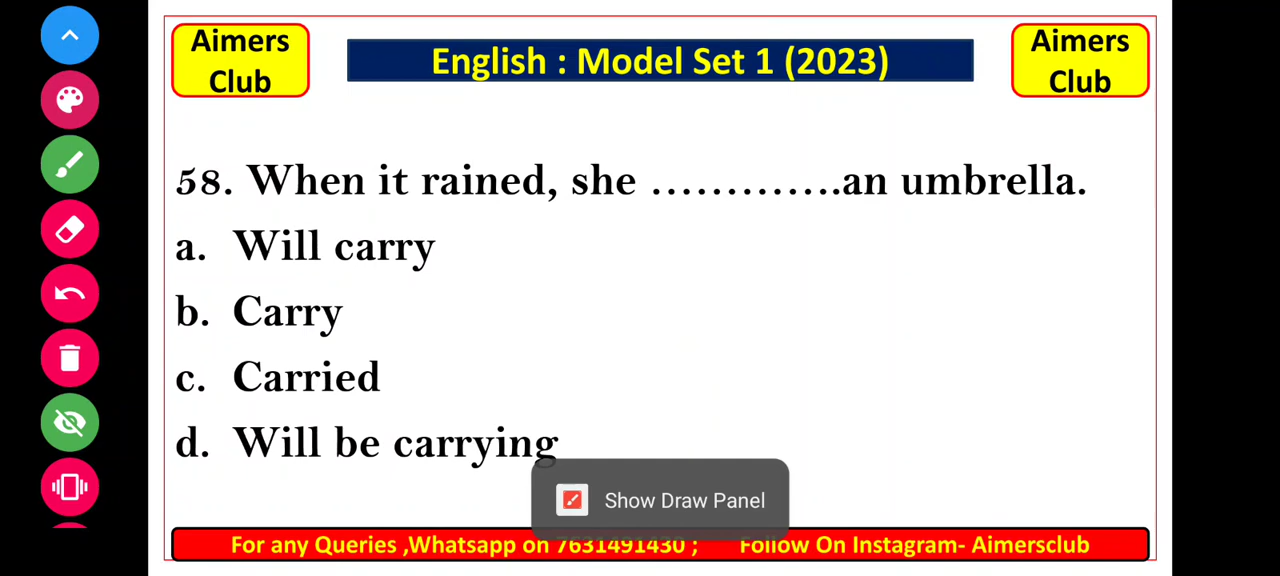 Aimers
Club
English : Model Set 1 (2023)
Aimers
Club
58. When it rained, she .............an umbrella.
a. Will carry
b. Carry
c. Carried
d. Will be carrying
Show Draw Panel
For any Queries ,Whatsapp on 7631491430 ; Follow On Instagram- Aimersclub